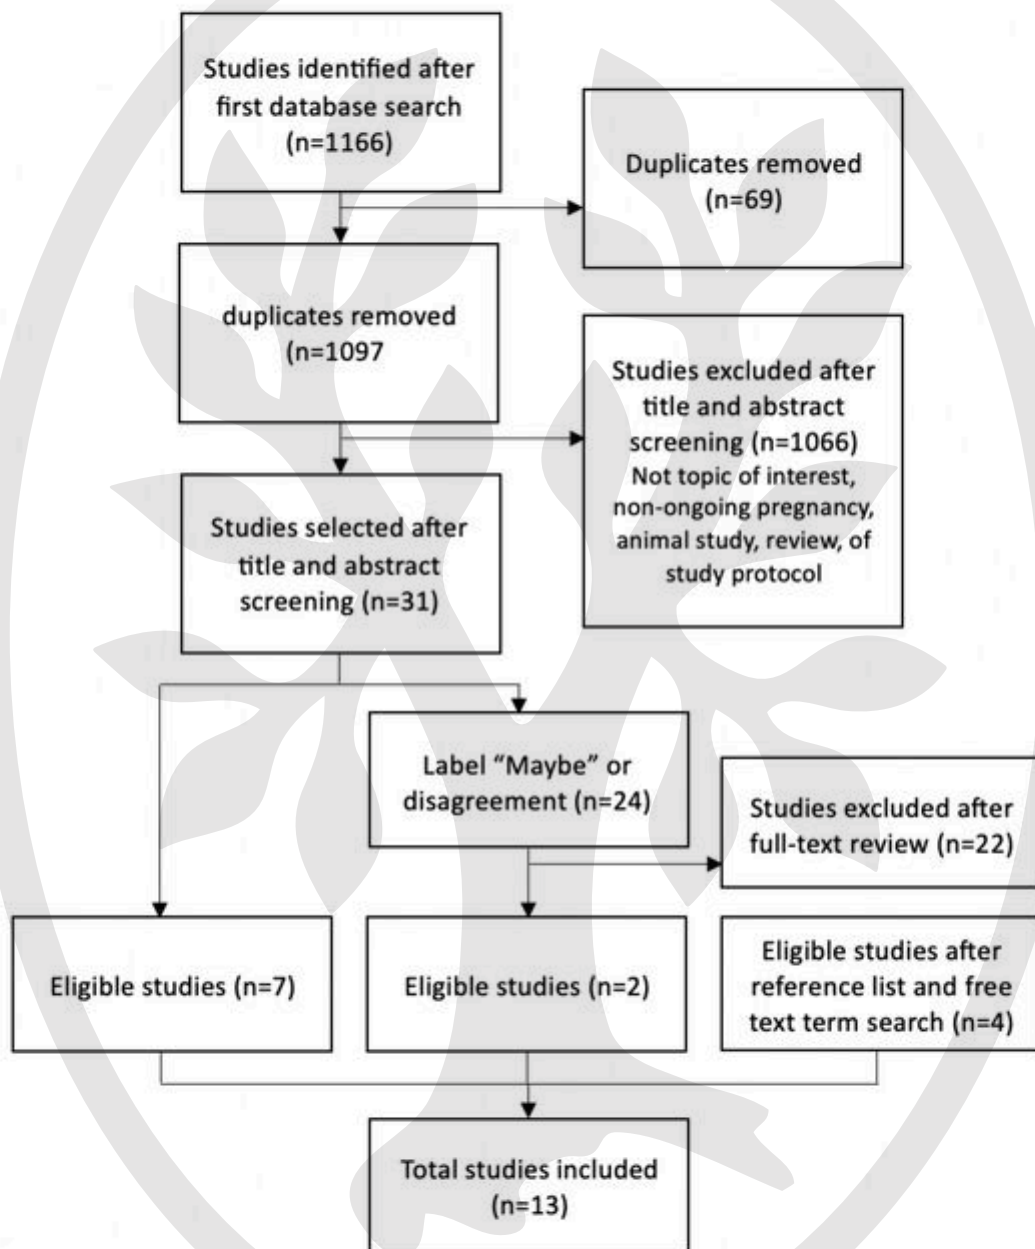 Studies identified after
first database search
(n=1166)
Duplicates removed
(n=69)
duplicates removed
(n=1097
Studies excluded after
title and abstract
screening (n=1066)
Not topic of interest,
non-ongoing pregnancy,
animal study, review, of
study protocol
Studies selected after
title and abstract
screening (n=31)
Label “Maybe” or
disagreement (n=24)
Studies excluded after
full-text review (n=22)
Eligible studies (n=7)
Eligible studies (n=2)
Eligible studies after
reference list and free
text term search (n=4)
Total studies included
(n=13)